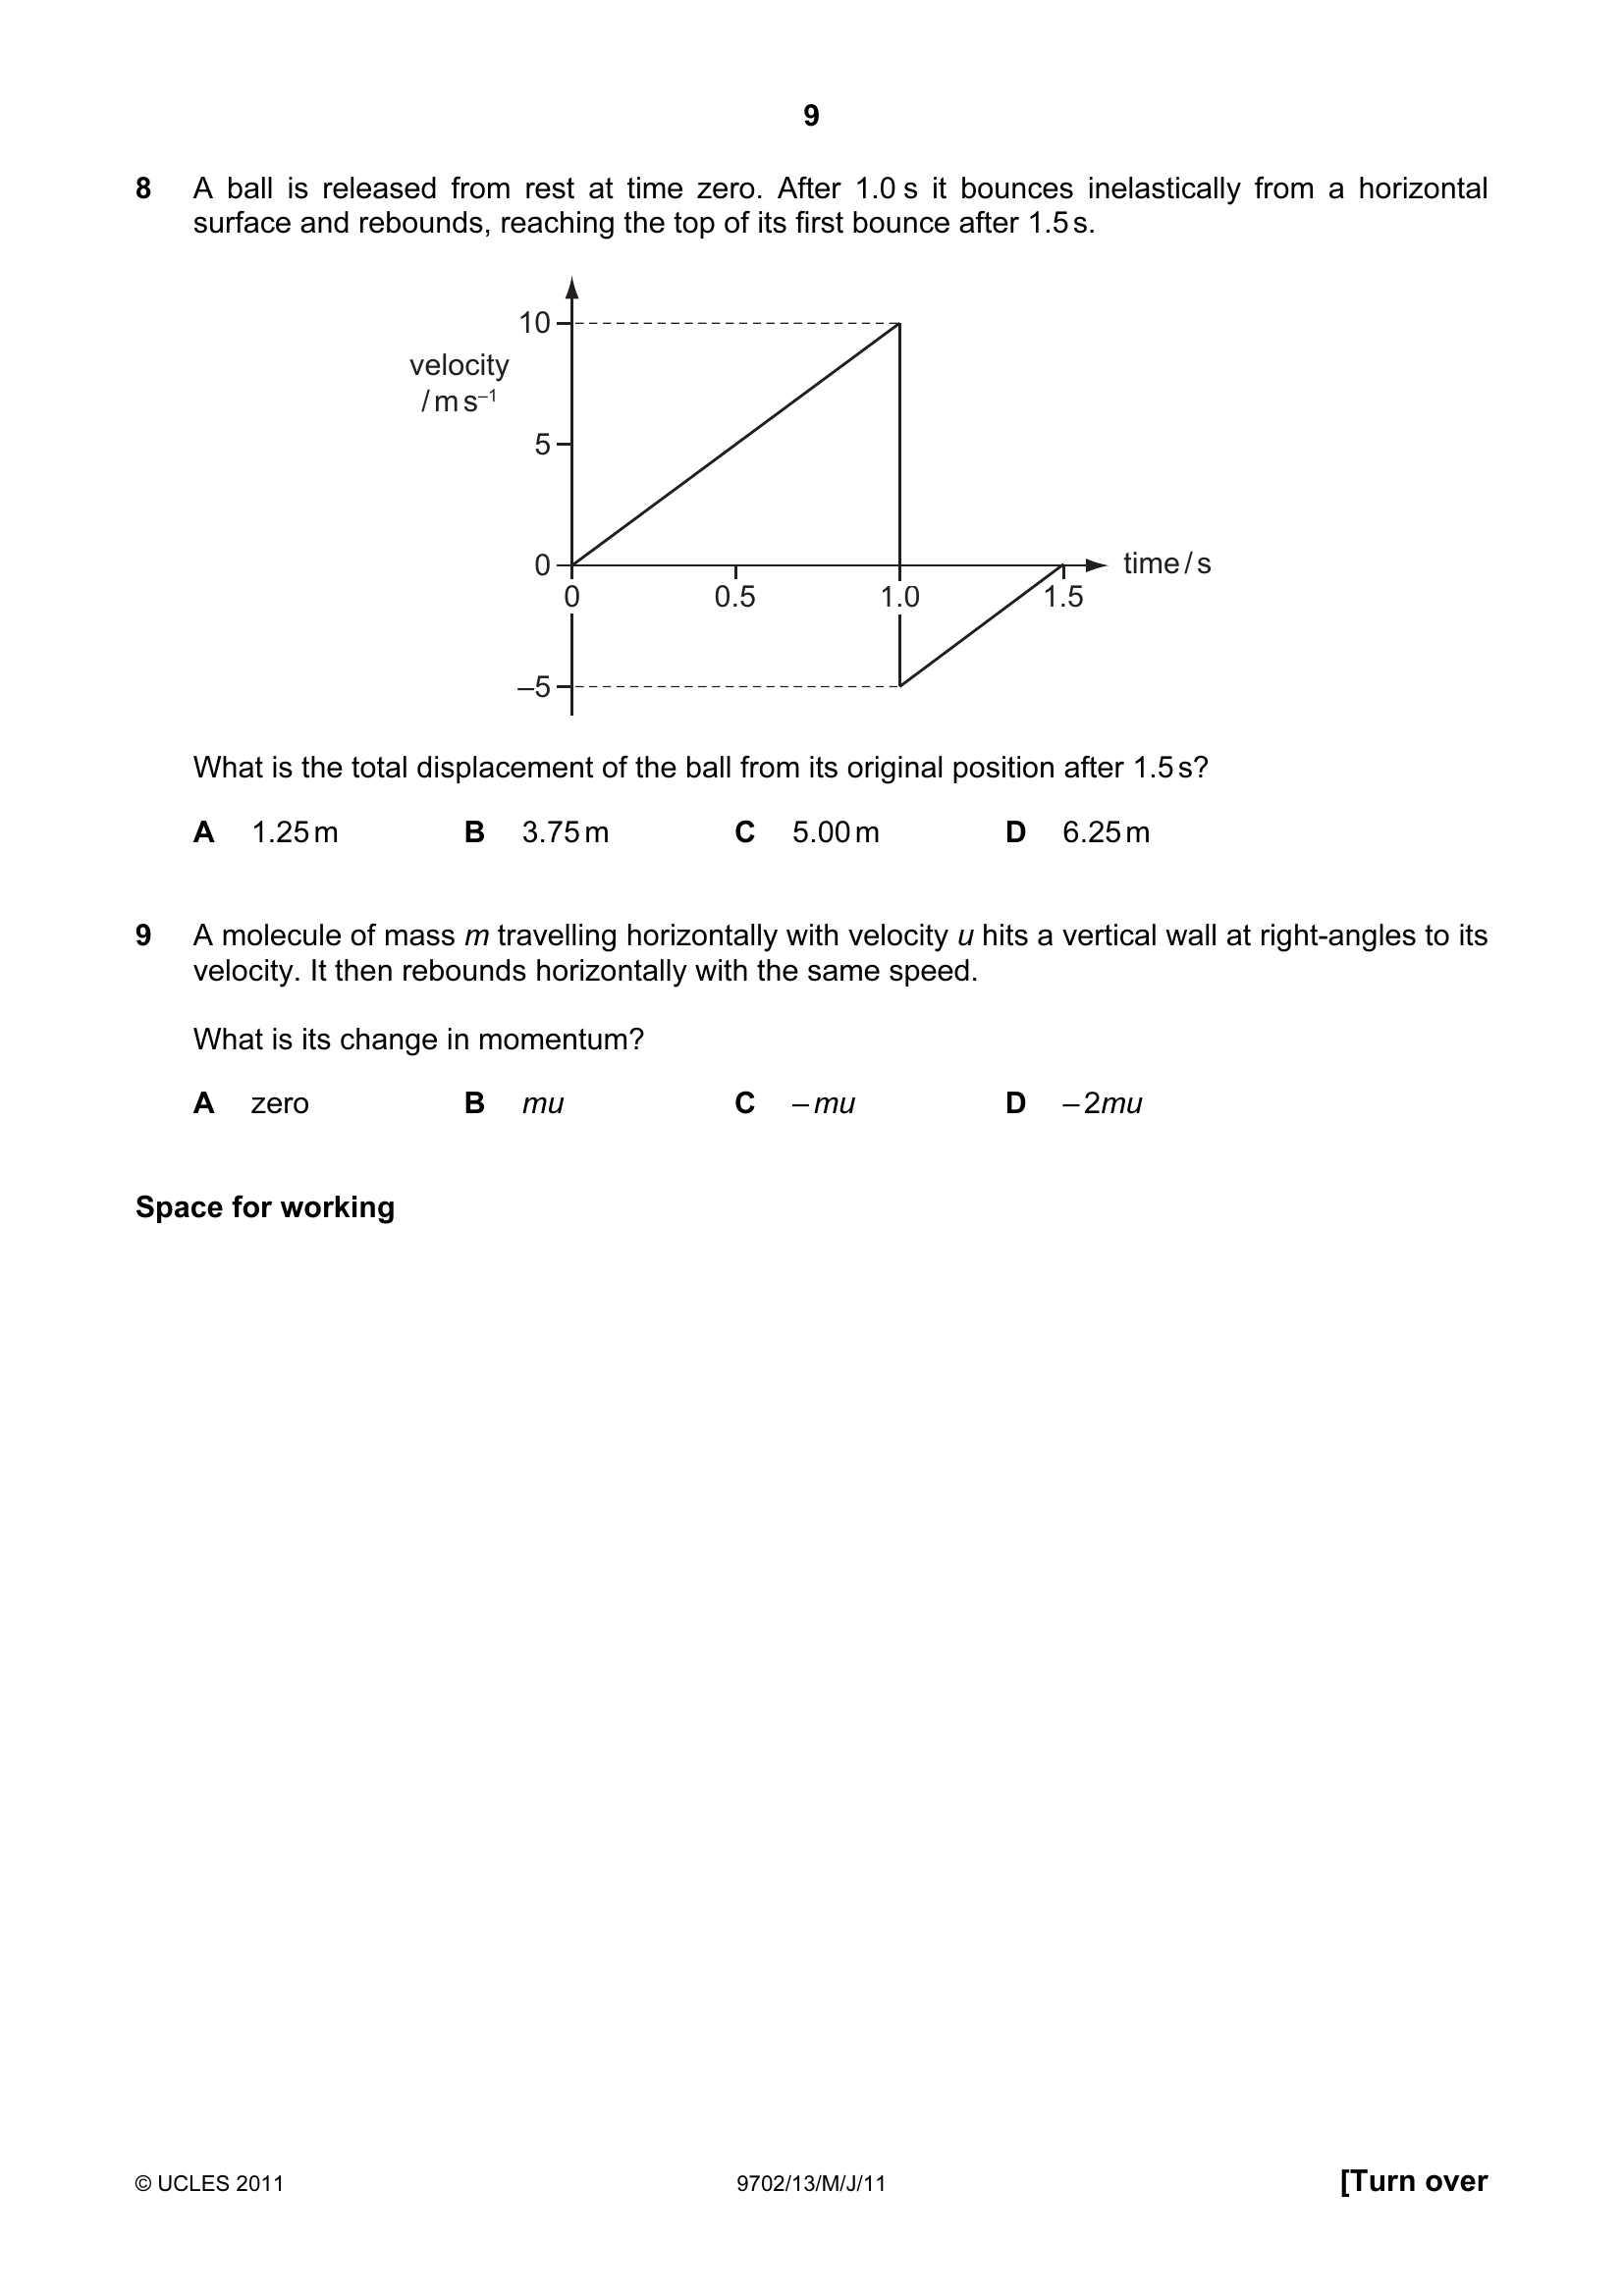 9
8 A ball is released from rest at time zero. After 1.0 s it bounces inelastically from a horizontal
surface and rebounds, reaching the top of its first bounce after 1.5 s.
10
velocity
/ m s–1
5
0
time / s
0 0.5 1.0 1.5
–5
What is the total displacement of the ball from its original position after 1.5 s?
A 1.25 m B 3.75 m C 5.00 m D 6.25 m
9 A molecule of mass m travelling horizontally with velocity u hits a vertical wall at right-angles to its
velocity. It then rebounds horizontally with the same speed.
What is its change in momentum?
A zero B mu C – mu D – 2mu
Space for working
© UCLES 2011 9702/13/M/J/11 [Turn over